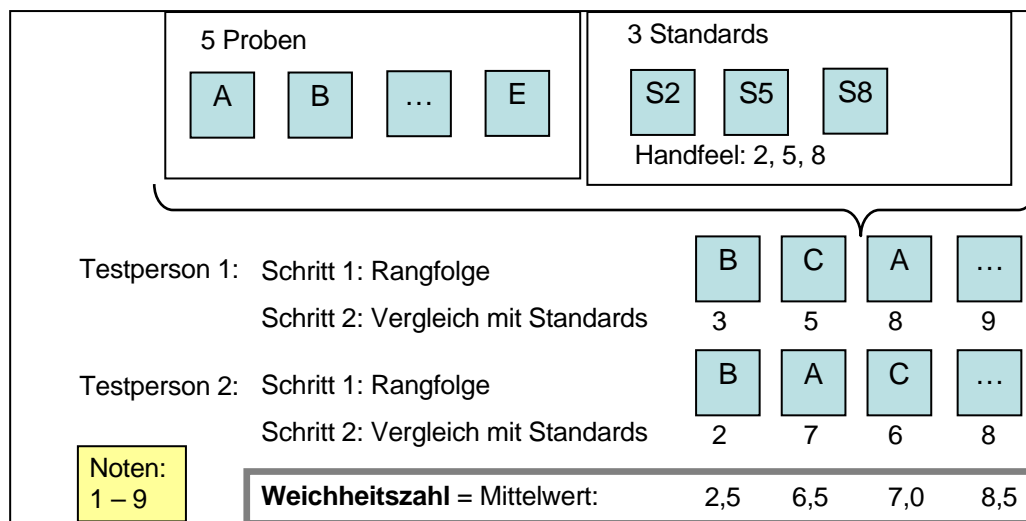 5 Proben
A B … E
3 Standards
S2 S5 S8
Handfeel: 2, 5, 8
Testperson 1: Schritt 1: Rangfolge B C A …
Schritt 2: Vergleich mit Standards 3 5 8 9
Testperson 2: Schritt 1: Rangfolge B A C …
Schritt 2: Vergleich mit Standards 2 7 6 8
Noten:
1 – 9
Weichheitszahl = Mittelwert: 2,5 6,5 7,0 8,5